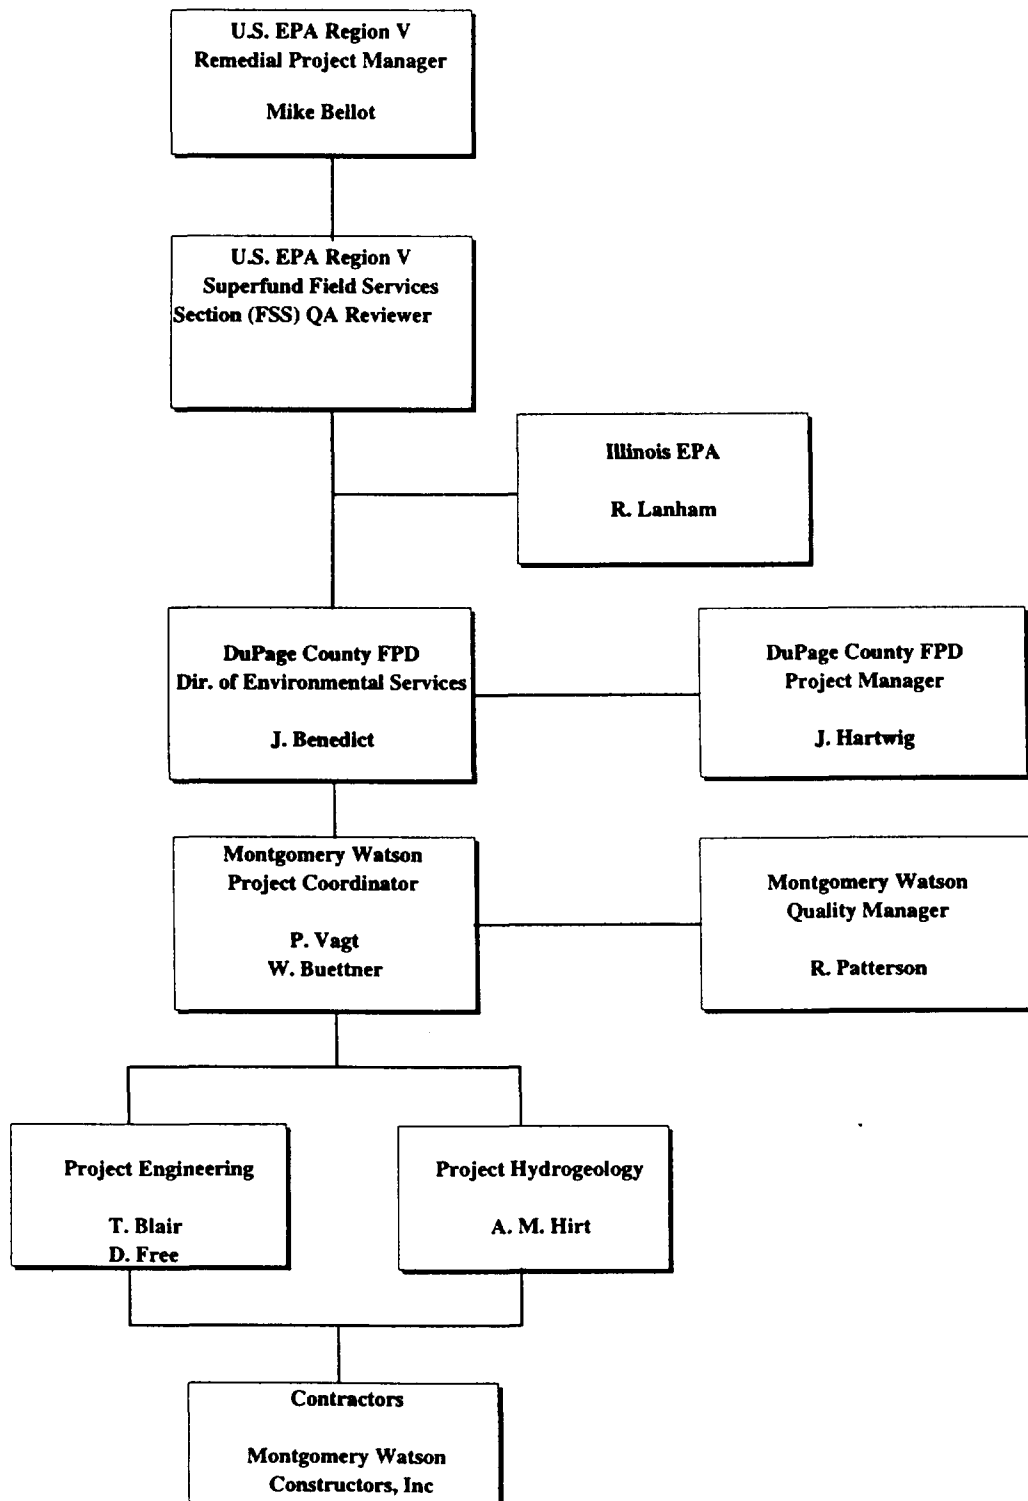 U.S. EPA Region V
Remedial Project Manager
Mike Bellot
U.S. EPA Region V
Superfund Field Services
Section (FSS) QA Reviewer
Illinois EPA
R. Lanham
DuPage County FPD
Dir. of Environmental Services
J. Benedict
DuPage County FPD
Project Manager
J. Hartwig
Montgomery Watson
Project Coordinator
P. Vagt
W. Buettner
Montgomery Watson
Quality Manager
R. Patterson
Project Engineering
T. Blair
D. Free
Project Hydrogeology
A. M. Hirt
Contractors
Montgomery Watson
Constructors, Inc